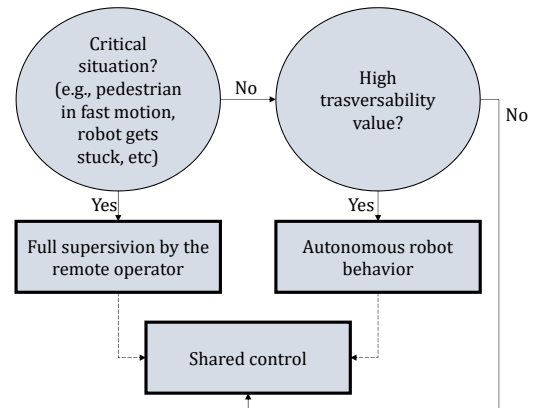 Critical
situation?
(e.g., pedestrian
in fast motion,
robot gets
stuck, etc)
No
High
trasversability
value?
No
Yes
Yes
Full supersivion by the
remote operator
Autonomous robot
behavior
Shared control